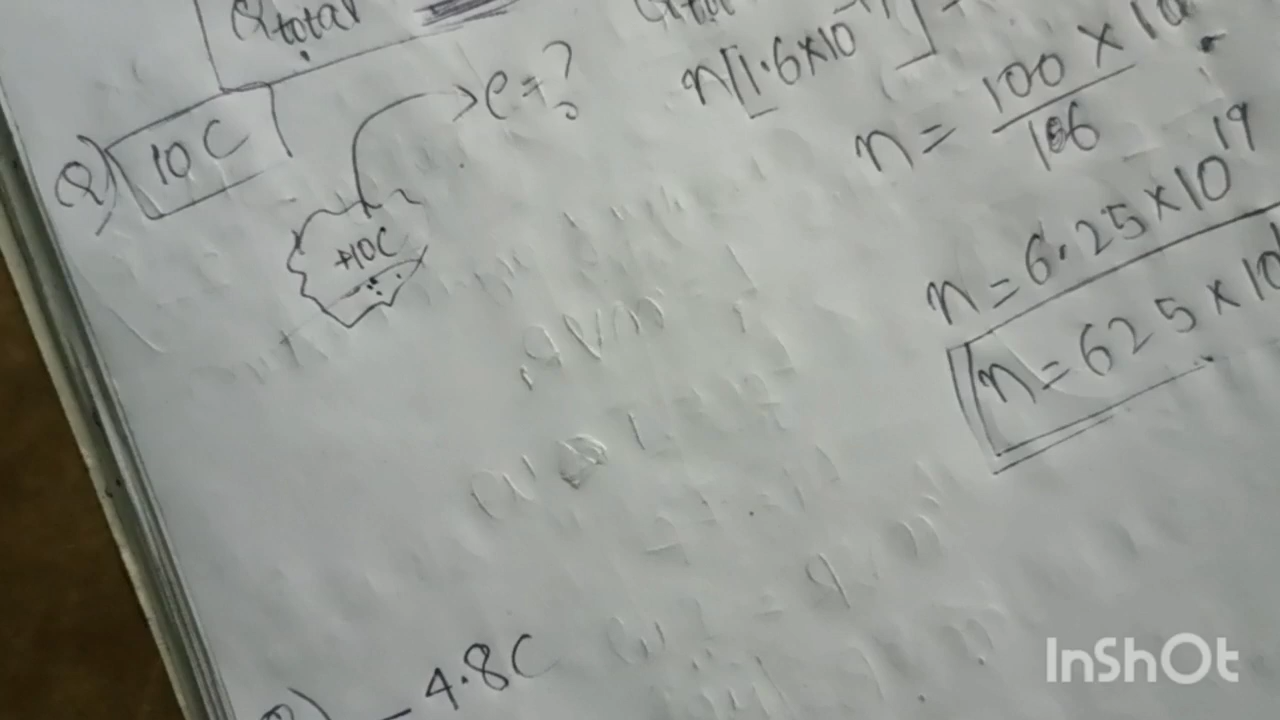 Q total
Q) 10C
e = ?
+10C
n[1.6×10
n = 100 × 10
16
n = 6.25×10^19
n = 625 × 10
- 4.8C
InShOt